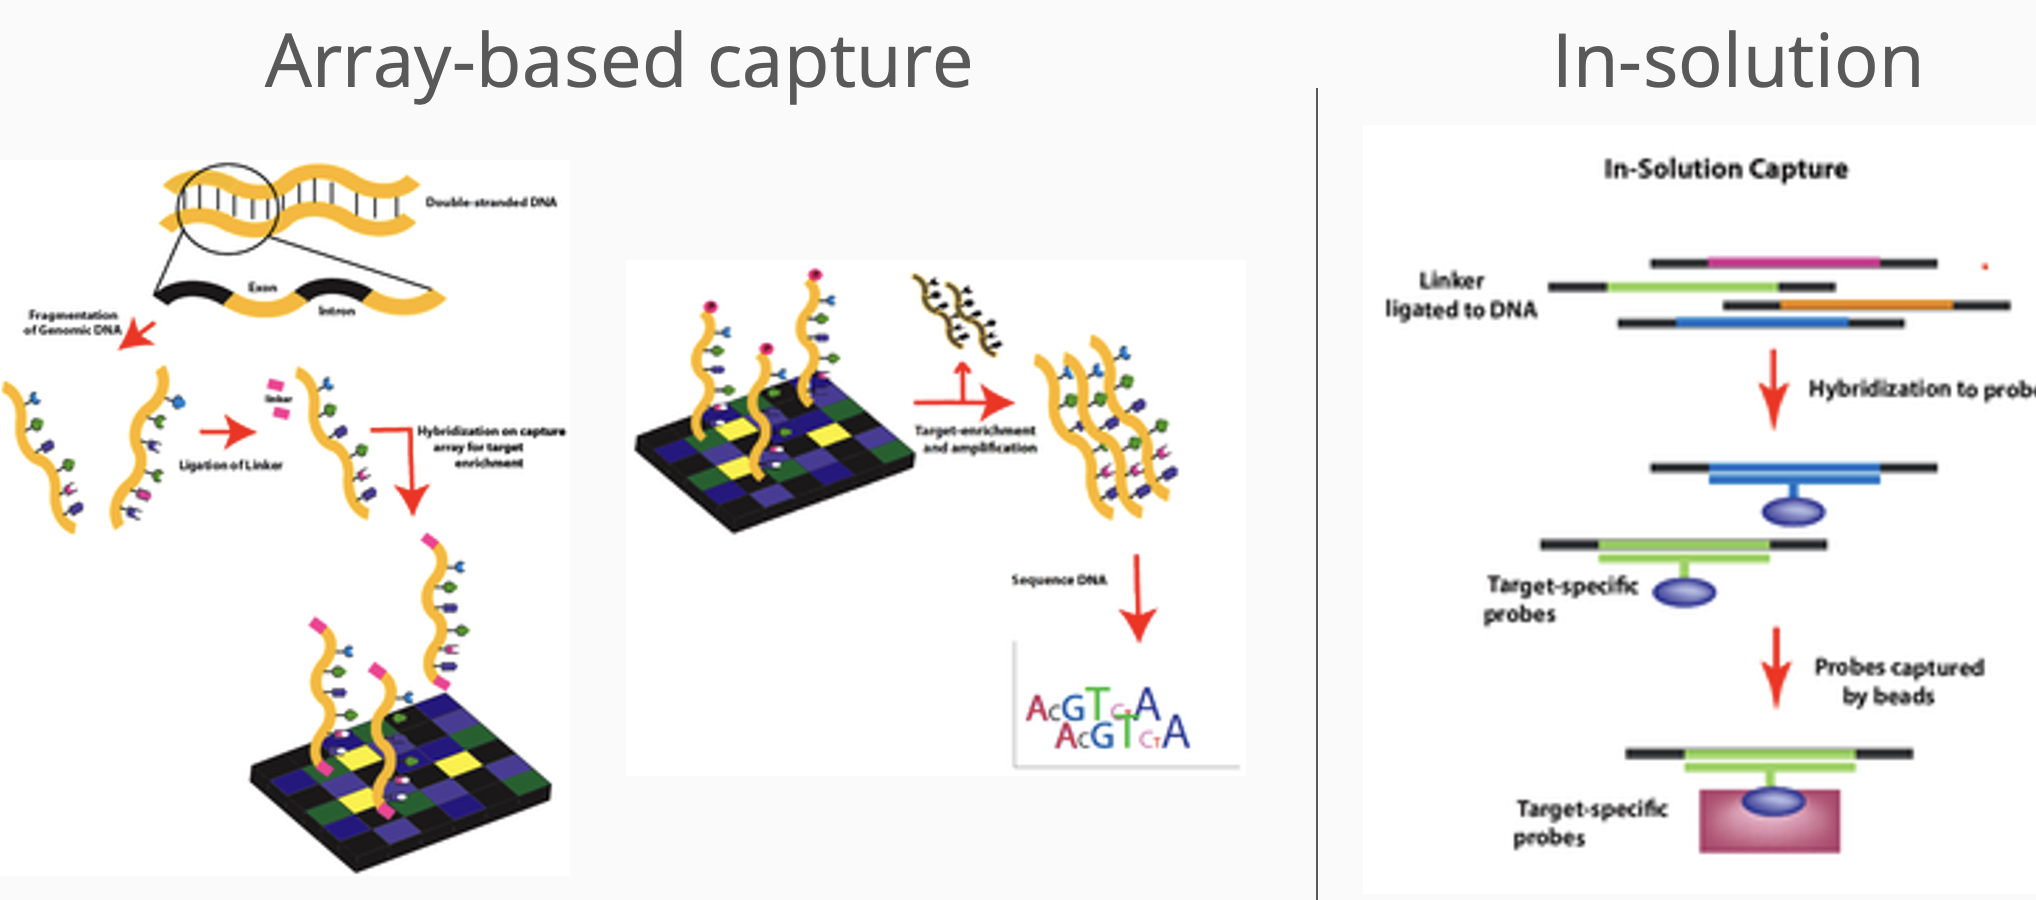 Array-based capture
In-solution
Double-stranded DNA
Exon
Intron
Fragmentation
of Genomic DNA
linker
Ligation of Linker
Hybridization on capture
array for target
enrichment
Target-enrichment
and amplification
Sequence DNA
ACGTCTA
ACGTCTA
In-Solution Capture
Linker
ligated to DNA
Hybridization to probe
Target-specific
probes
Probes captured
by beads
Target-specific
probes